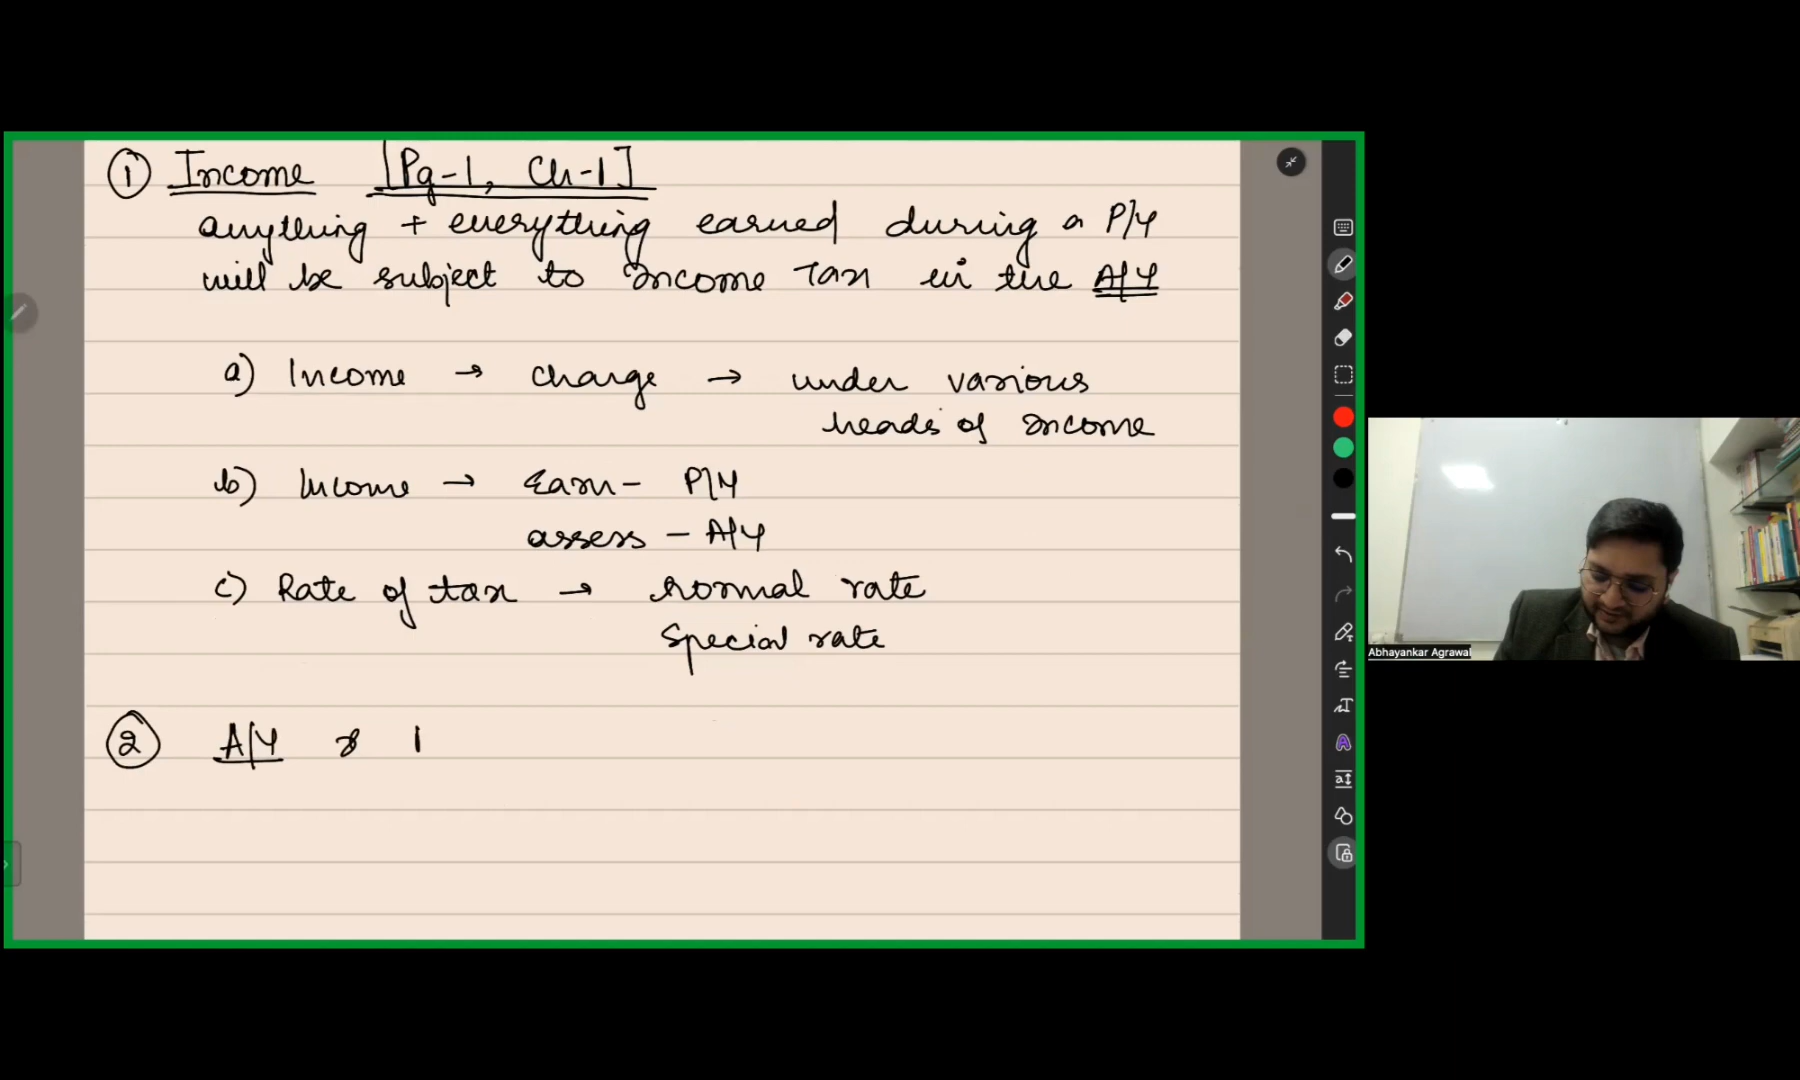 ① Income [Pg-1, Ch-1]
anything + everything earned during a P/Y
will be subject to Income Tax in the A/Y
a) Income → charge → under various
heads of Income
b) Income → Earn - P/Y
assess - A/Y
c) Rate of tax → normal rate
special rate
② A/Y &
Abhayankar Agrawal